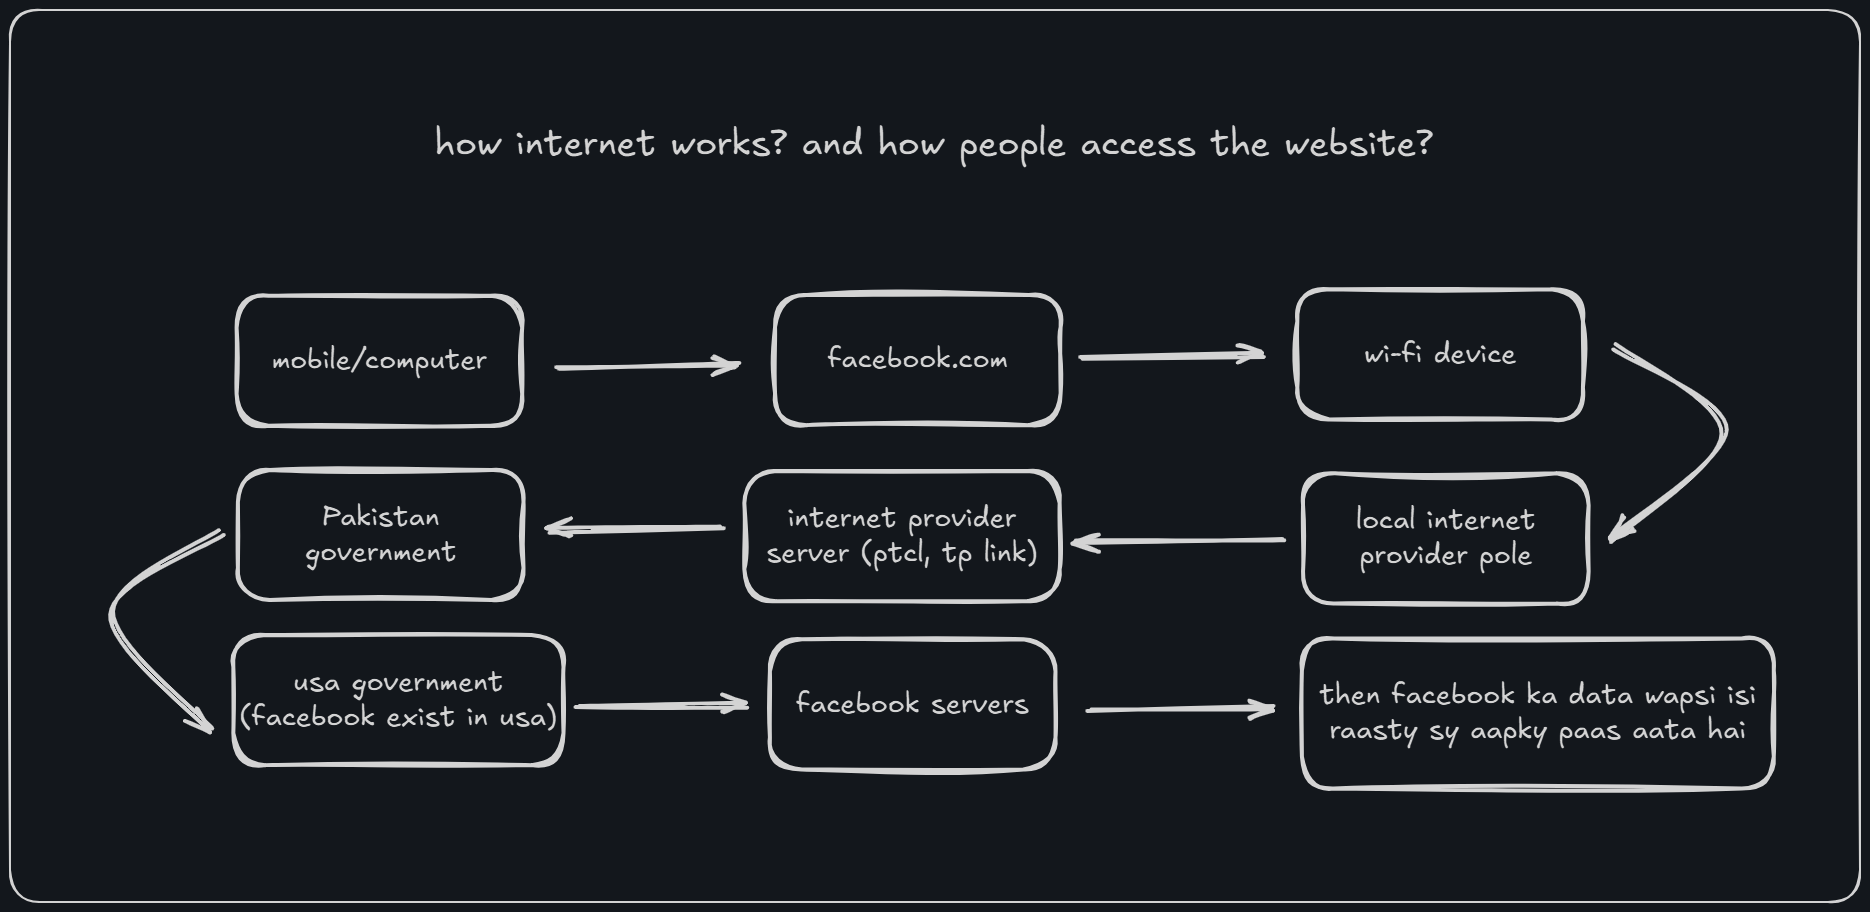 how internet works? and how people access the website?
mobile/computer
facebook.com
wi-fi device
local internet
provider pole
internet provider
server (ptcl, tp link)
Pakistan
government
usa government
(facebook exist in usa)
facebook servers
then facebook ka data wapsi isi
raasty sy aapky paas aata hai